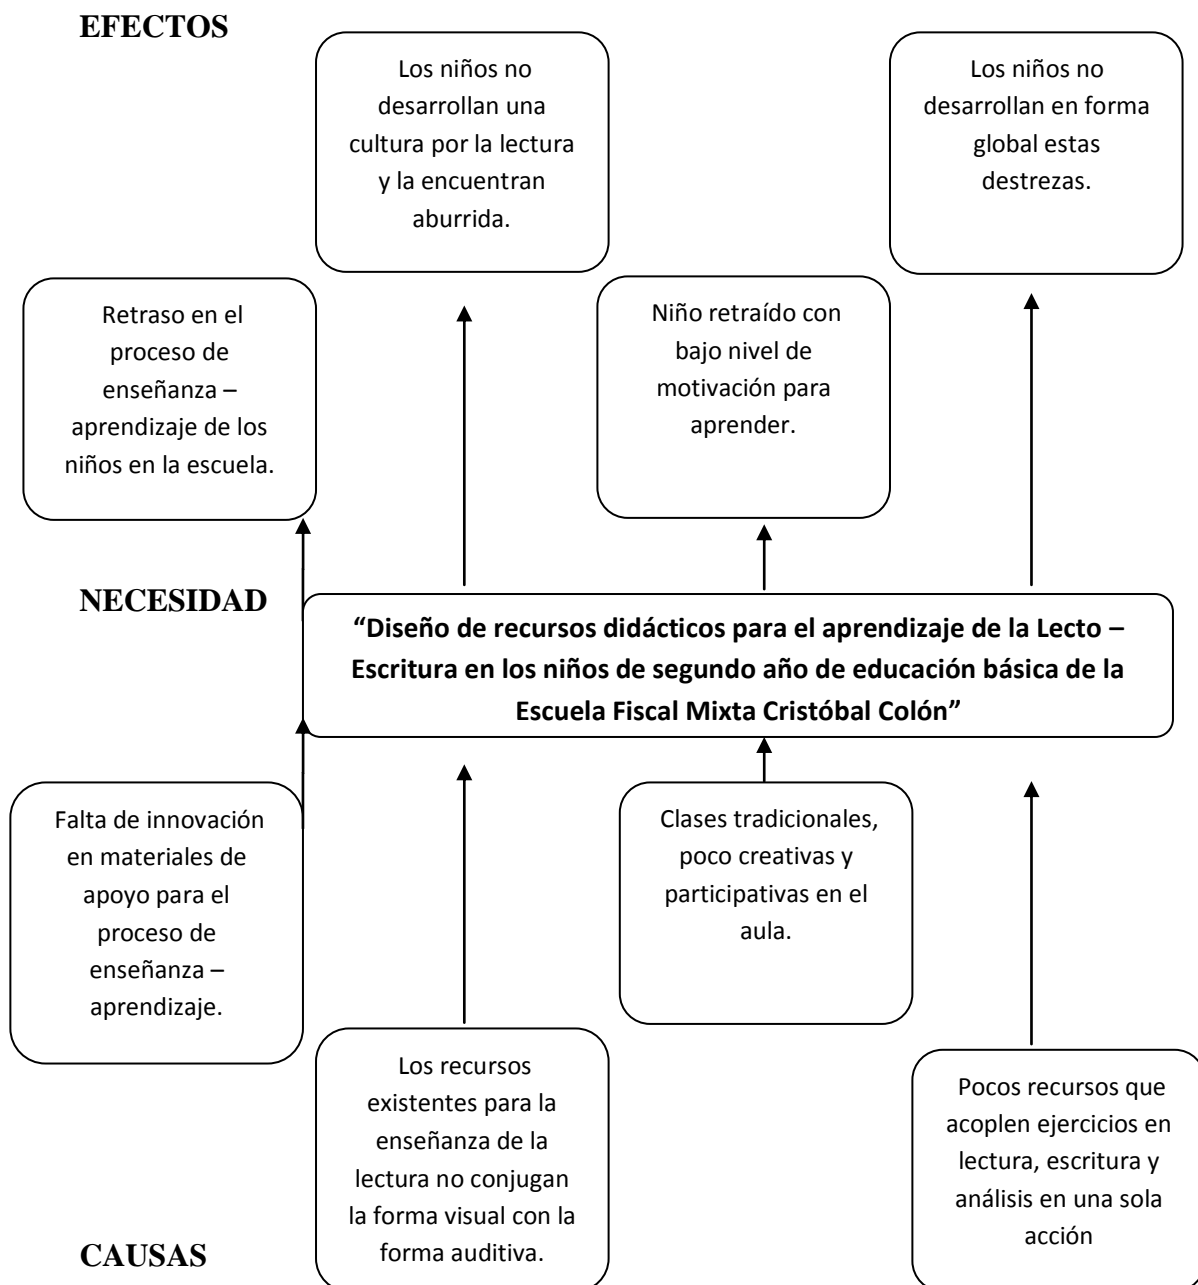 EFECTOS
Los niños no
desarrollan una
cultura por la lectura
y la encuentran
aburrida.
Los niños no
desarrollan en forma
global estas
destrezas.
Retraso en el
proceso de
enseñanza –
aprendizaje de los
niños en la escuela.
Niño retraído con
bajo nivel de
motivación para
aprender.
NECESIDAD
“Diseño de recursos didácticos para el aprendizaje de la Lecto –
Escritura en los niños de segundo año de educación básica de la
Escuela Fiscal Mixta Cristóbal Colón”
Falta de innovación
en materiales de
apoyo para el
proceso de
enseñanza –
aprendizaje.
Clases tradicionales,
poco creativas y
participativas en el
aula.
Los recursos
existentes para la
enseñanza de la
lectura no conjugan
la forma visual con la
forma auditiva.
Pocos recursos que
acoplen ejercicios en
lectura, escritura y
análisis en una sola
acción
CAUSAS